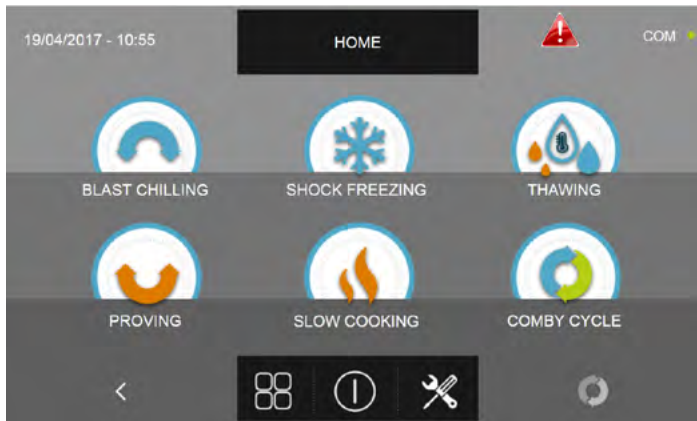 19/04/2017 - 10:55
HOME
COM
BLAST CHILLING
SHOCK FREEZING
THAWING
PROVING
SLOW COOKING
COMBY CYCLE